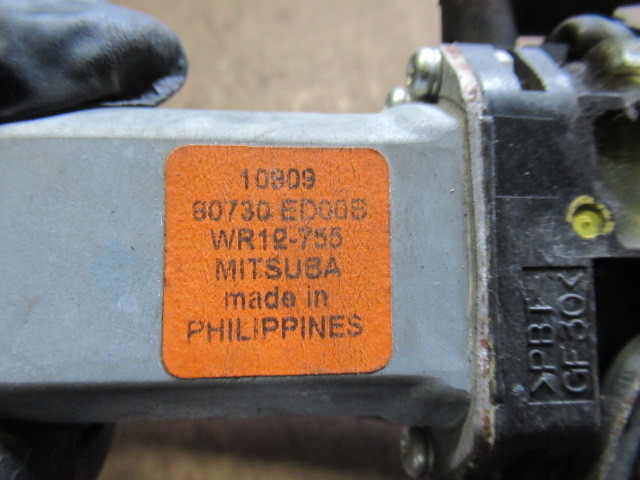 10909
80730 ED00B
WR12-755
MITSUBA
made in
PHILIPPINES
>PBT
GF30<